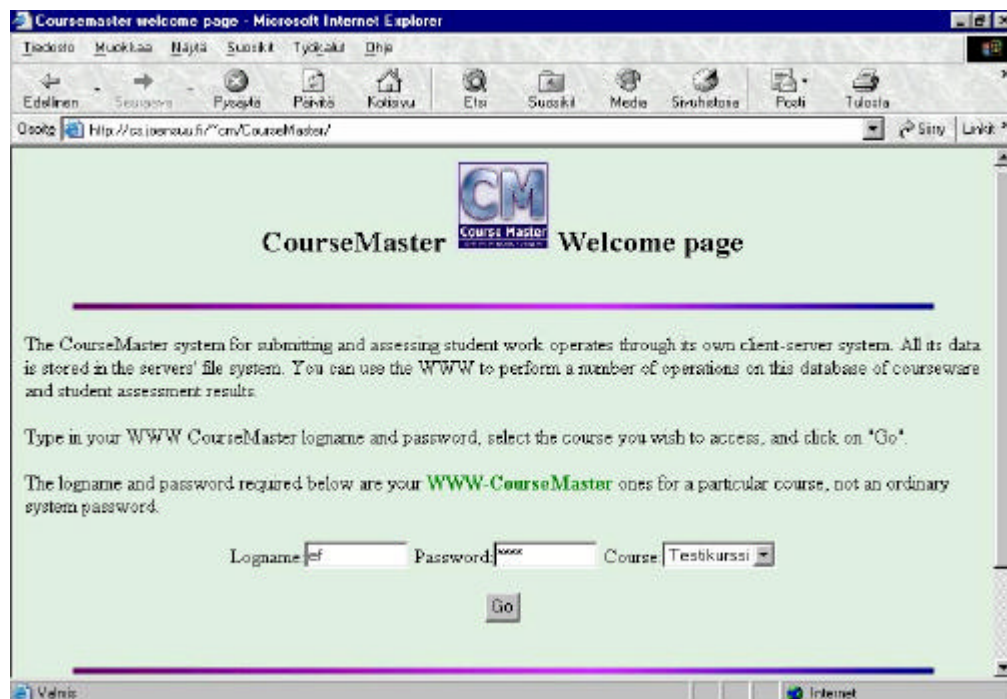 Coursemaster welcome page - Microsoft Internet Explorer
Tiedosto Muokkaa Näytä Suosikit Työkalut Ohje
Edellinen Seuraava Pysäytä Päivitä Kotisivu Etsi Suosikit Media Sivuhistoria Posti Tulosta
Osoite http://cs.joensuu.fi/~cm/CourseMaster/ Siirry Linkit »
CM
Course Master
CourseMaster Welcome page
The CourseMaster system for submitting and assessing student work operates through its own client-server system. All its data
is stored in the servers' file system. You can use the WWW to perform a number of operations on this database of courseware
and student assessment results.
Type in your WWW CourseMaster logname and password, select the course you wish to access, and click on "Go".
The logname and password required below are your WWW-CourseMaster ones for a particular course, not an ordinary
system password.
Logname: ef Password: **** Course: Testikurssi
Go
Valmis Internet